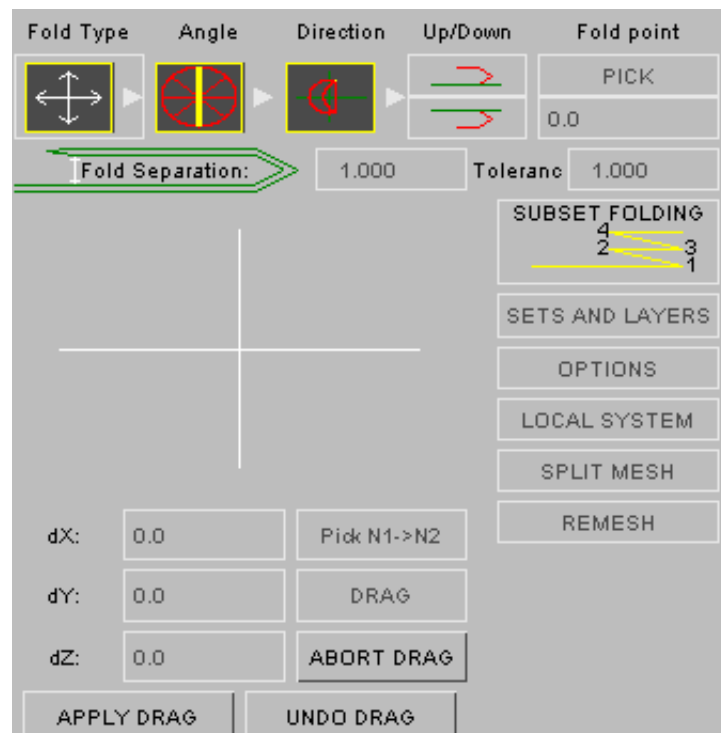 Fold Type Angle Direction Up/Down Fold point
PICK
0.0
Fold Separation: 1.000 Toleranc 1.000
SUBSET FOLDING
4
2 3
1
SETS AND LAYERS
OPTIONS
LOCAL SYSTEM
SPLIT MESH
REMESH
dX: 0.0 Pick N1->N2
dY: 0.0 DRAG
dZ: 0.0 ABORT DRAG
APPLY DRAG UNDO DRAG